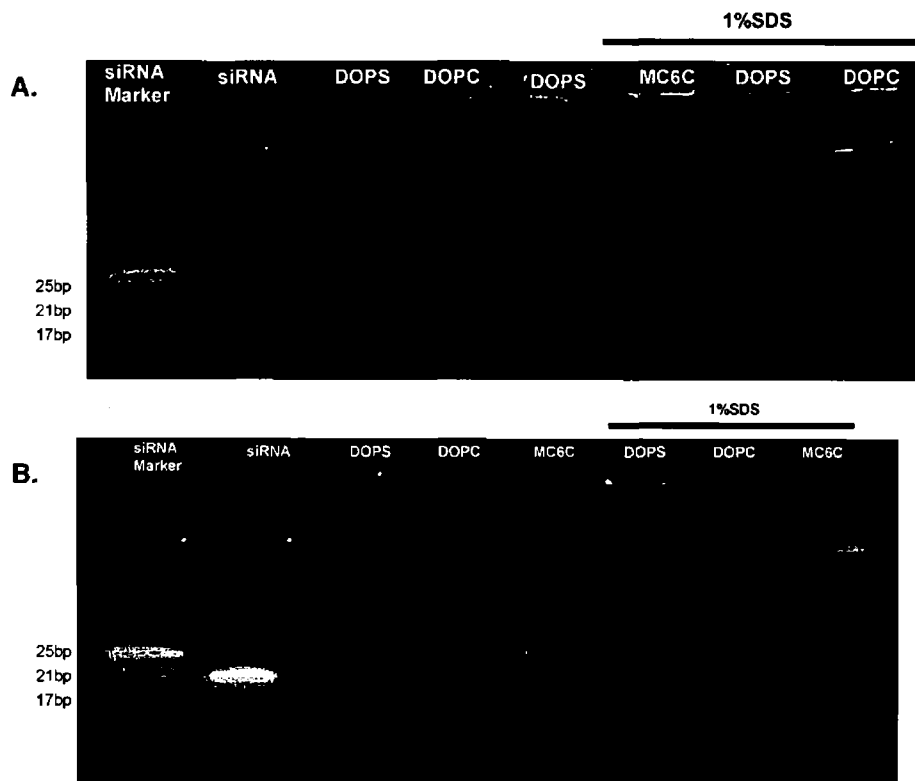 1%SDS
A.
siRNA Marker siRNA DOPS DOPC DOPS MC6C DOPS DOPC
25bp
21bp
17bp
1%SDS
B.
siRNA Marker siRNA DOPS DOPC MC6C DOPS DOPC MC6C
25bp
21bp
17bp